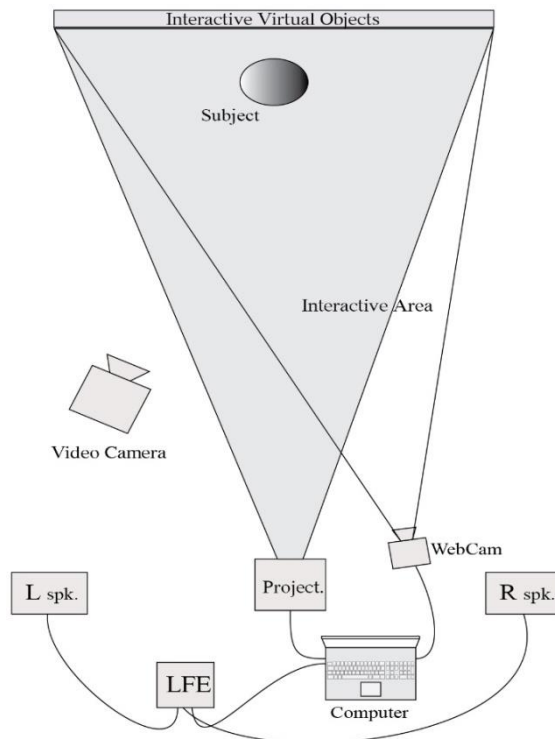 Interactive Virtual Objects
Subject
Interactive Area
Video Camera
WebCam
Project.
L spk.
R spk.
LFE
Computer